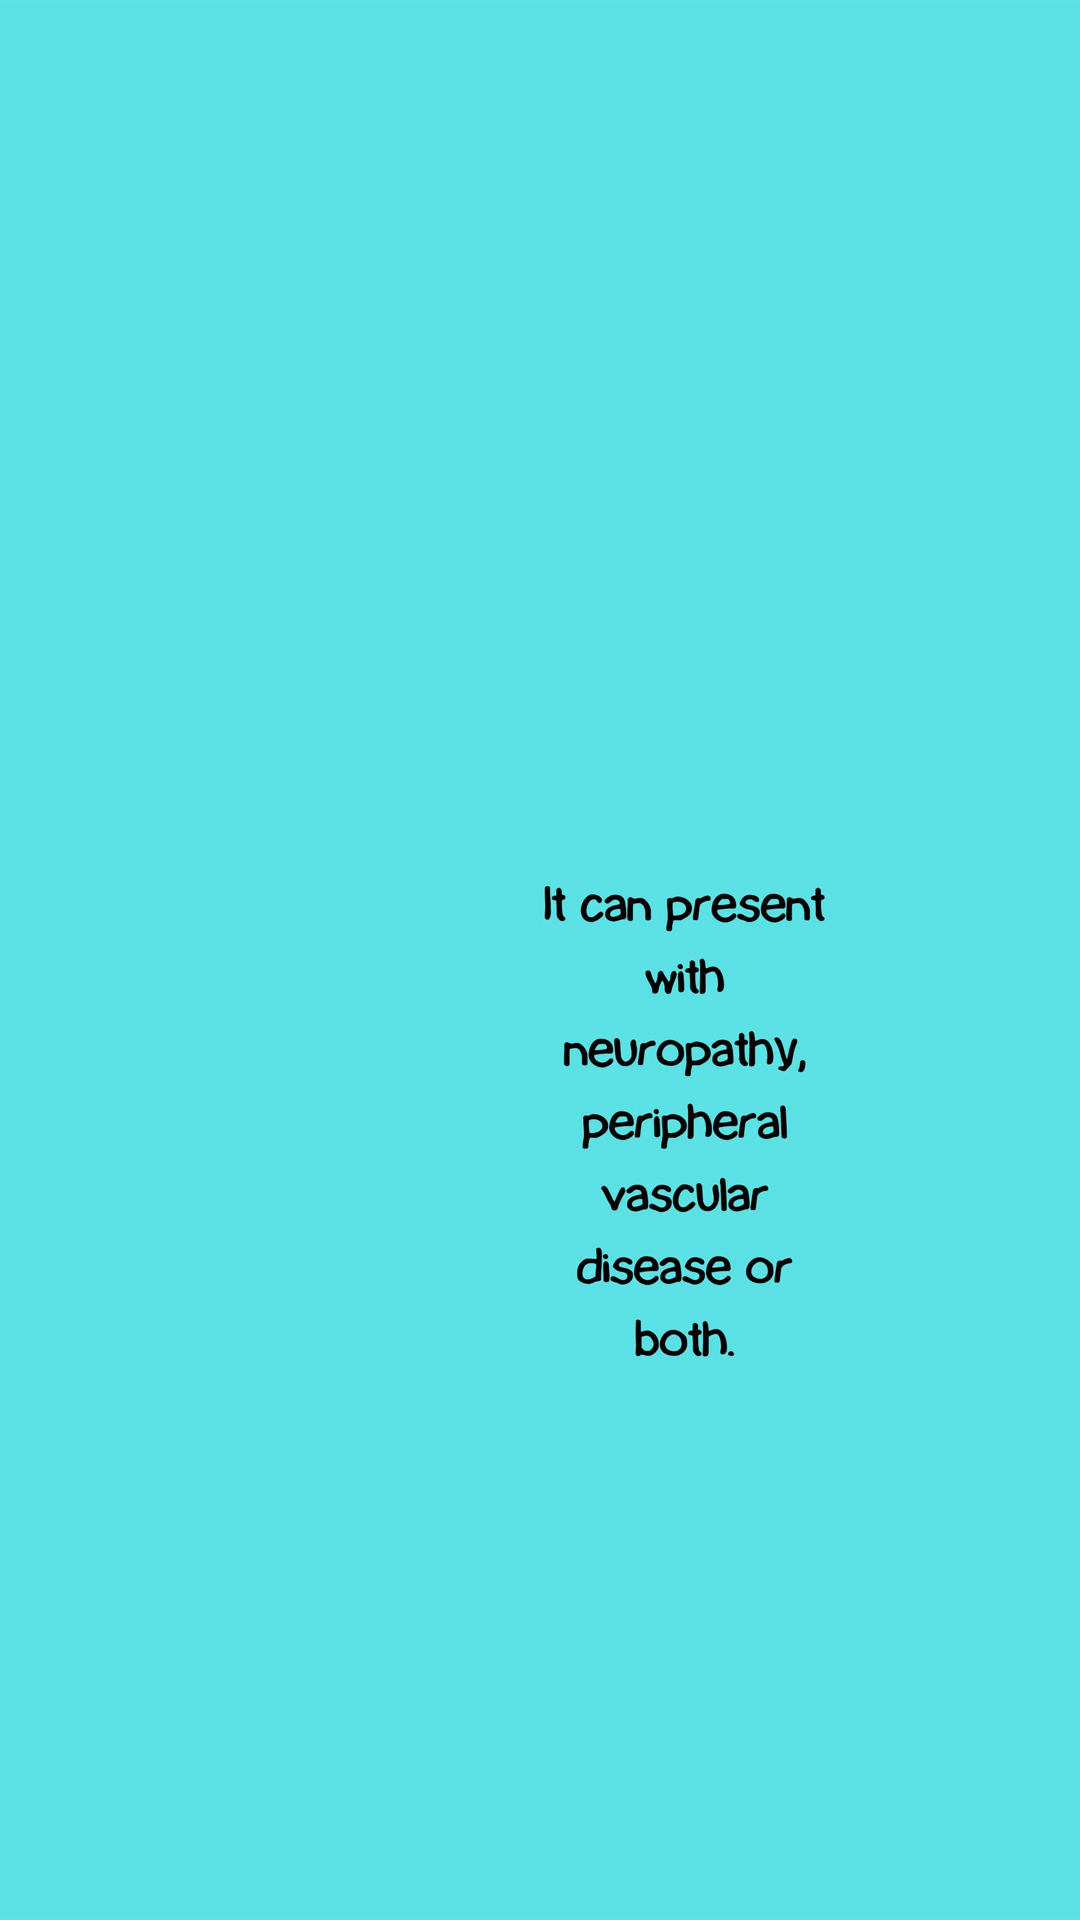 It can present
with
neuropathy,
peripheral
vascular
disease or
both.